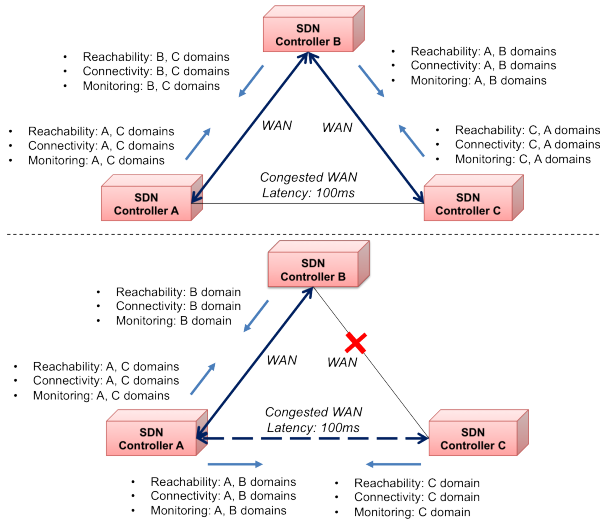 SDN
Controller B
• Reachability: B, C domains
• Connectivity: B, C domains
• Monitoring: B, C domains
• Reachability: A, B domains
• Connectivity: A, B domains
• Monitoring: A, B domains
• Reachability: A, C domains
• Connectivity: A, C domains
• Monitoring: A, C domains
WAN
WAN
• Reachability: C, A domains
• Connectivity: C, A domains
• Monitoring: C, A domains
Congested WAN
Latency: 100ms
SDN
Controller A
SDN
Controller C
SDN
Controller B
• Reachability: B domain
• Connectivity: B domain
• Monitoring: B domain
• Reachability: A, C domains
• Connectivity: A, C domains
• Monitoring: A, C domains
WAN
WAN
Congested WAN
Latency: 100ms
SDN
Controller A
SDN
Controller C
• Reachability: A, B domains
• Connectivity: A, B domains
• Monitoring: A, B domains
• Reachability: C domain
• Connectivity: C domain
• Monitoring: C domain